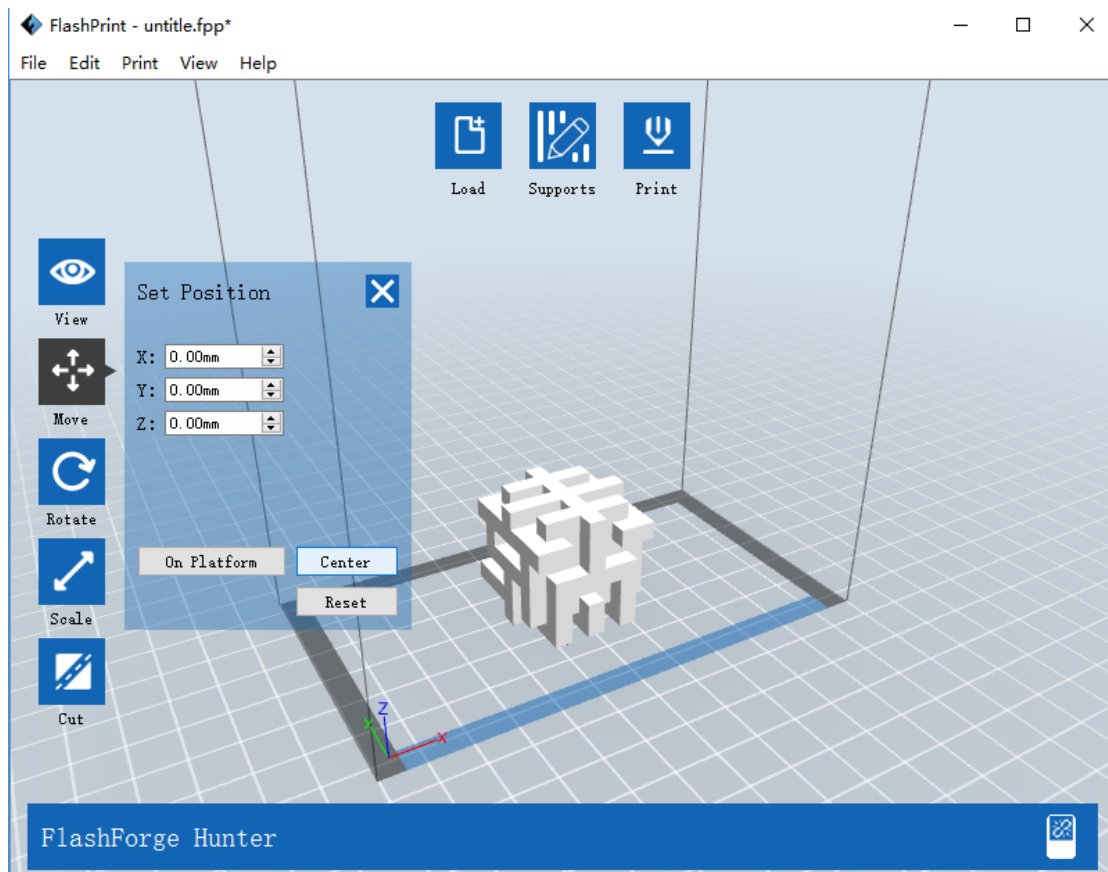 FlashPrint - untitle.fpp*
File Edit Print View Help
Load Supports Print
View
Move
Rotate
Scale
Cut
Set Position
X: 0.00mm
Y: 0.00mm
Z: 0.00mm
On Platform Center
Reset
Z
Y
X
FlashForge Hunter